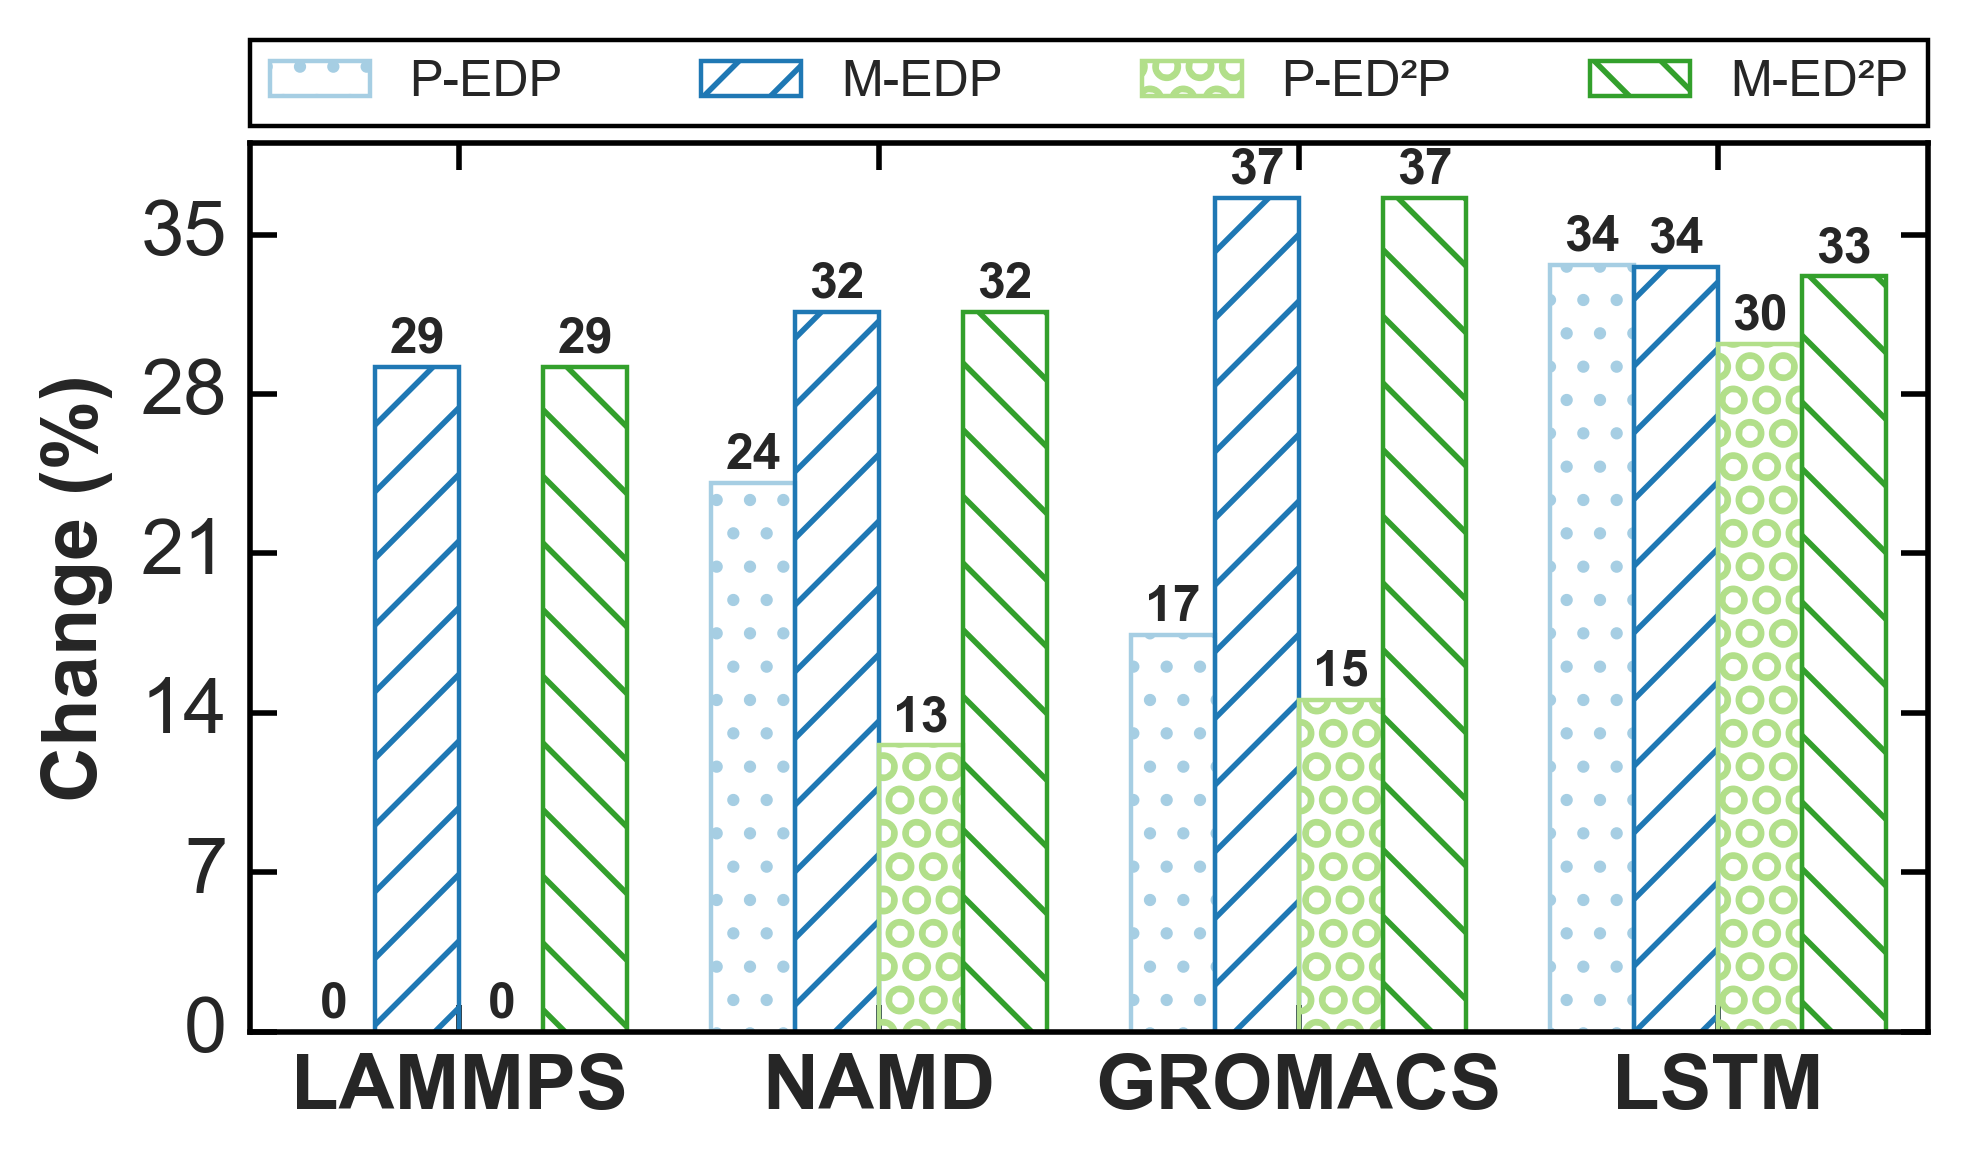 P-EDP M-EDP P-ED²P M-ED²P
Change (%)
35
28
21
14
7
0
0 29 0 29
24 32 13 32
17 37 15 37
34 34 30 33
LAMMPS NAMD GROMACS LSTM